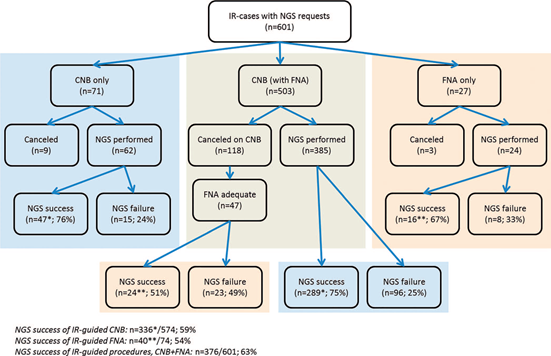 IR-cases with NGS requests
(n=601)
CNB only
(n=71)
CNB (with FNA)
(n=503)
FNA only
(n=27)
Canceled
(n=9)
NGS performed
(n=62)
Canceled on CNB
(n=118)
NGS performed
(n=385)
Canceled
(n=3)
NGS performed
(n=24)
NGS success
(n=47*; 76%)
NGS failure
(n=15; 24%)
FNA adequate
(n=47)
NGS success
(n=16**; 67%)
NGS failure
(n=8; 33%)
NGS success
(n=24**; 51%)
NGS failure
(n=23; 49%)
NGS success
(n=289*; 75%)
NGS failure
(n=96; 25%)
NGS success of IR-guided CNB: n=336*/574; 59%
NGS success of IR-guided FNA: n=40**/74; 54%
NGS success of IR-guided procedures, CNB+FNA: n=376/601; 63%